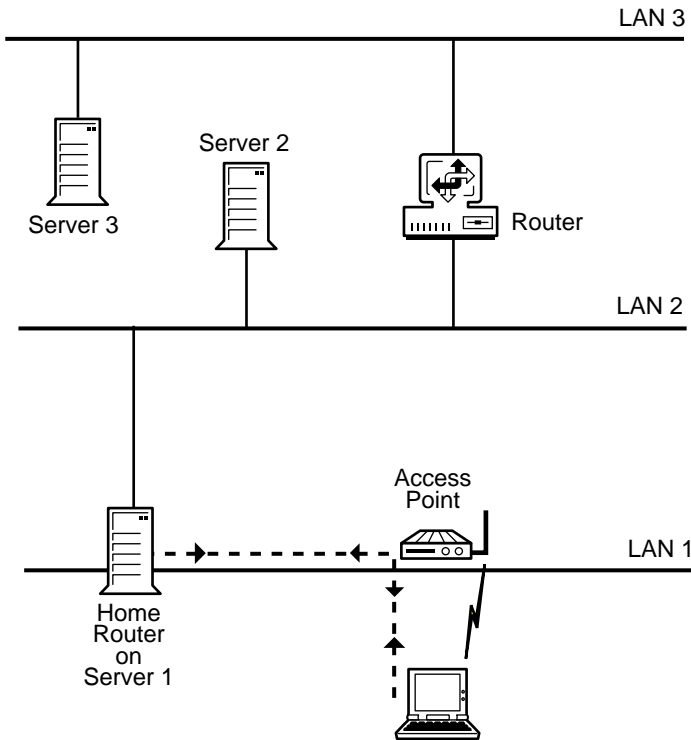 LAN 3
Server 2
Server 3
Router
LAN 2
Access
Point
LAN 1
Home
Router
on
Server 1